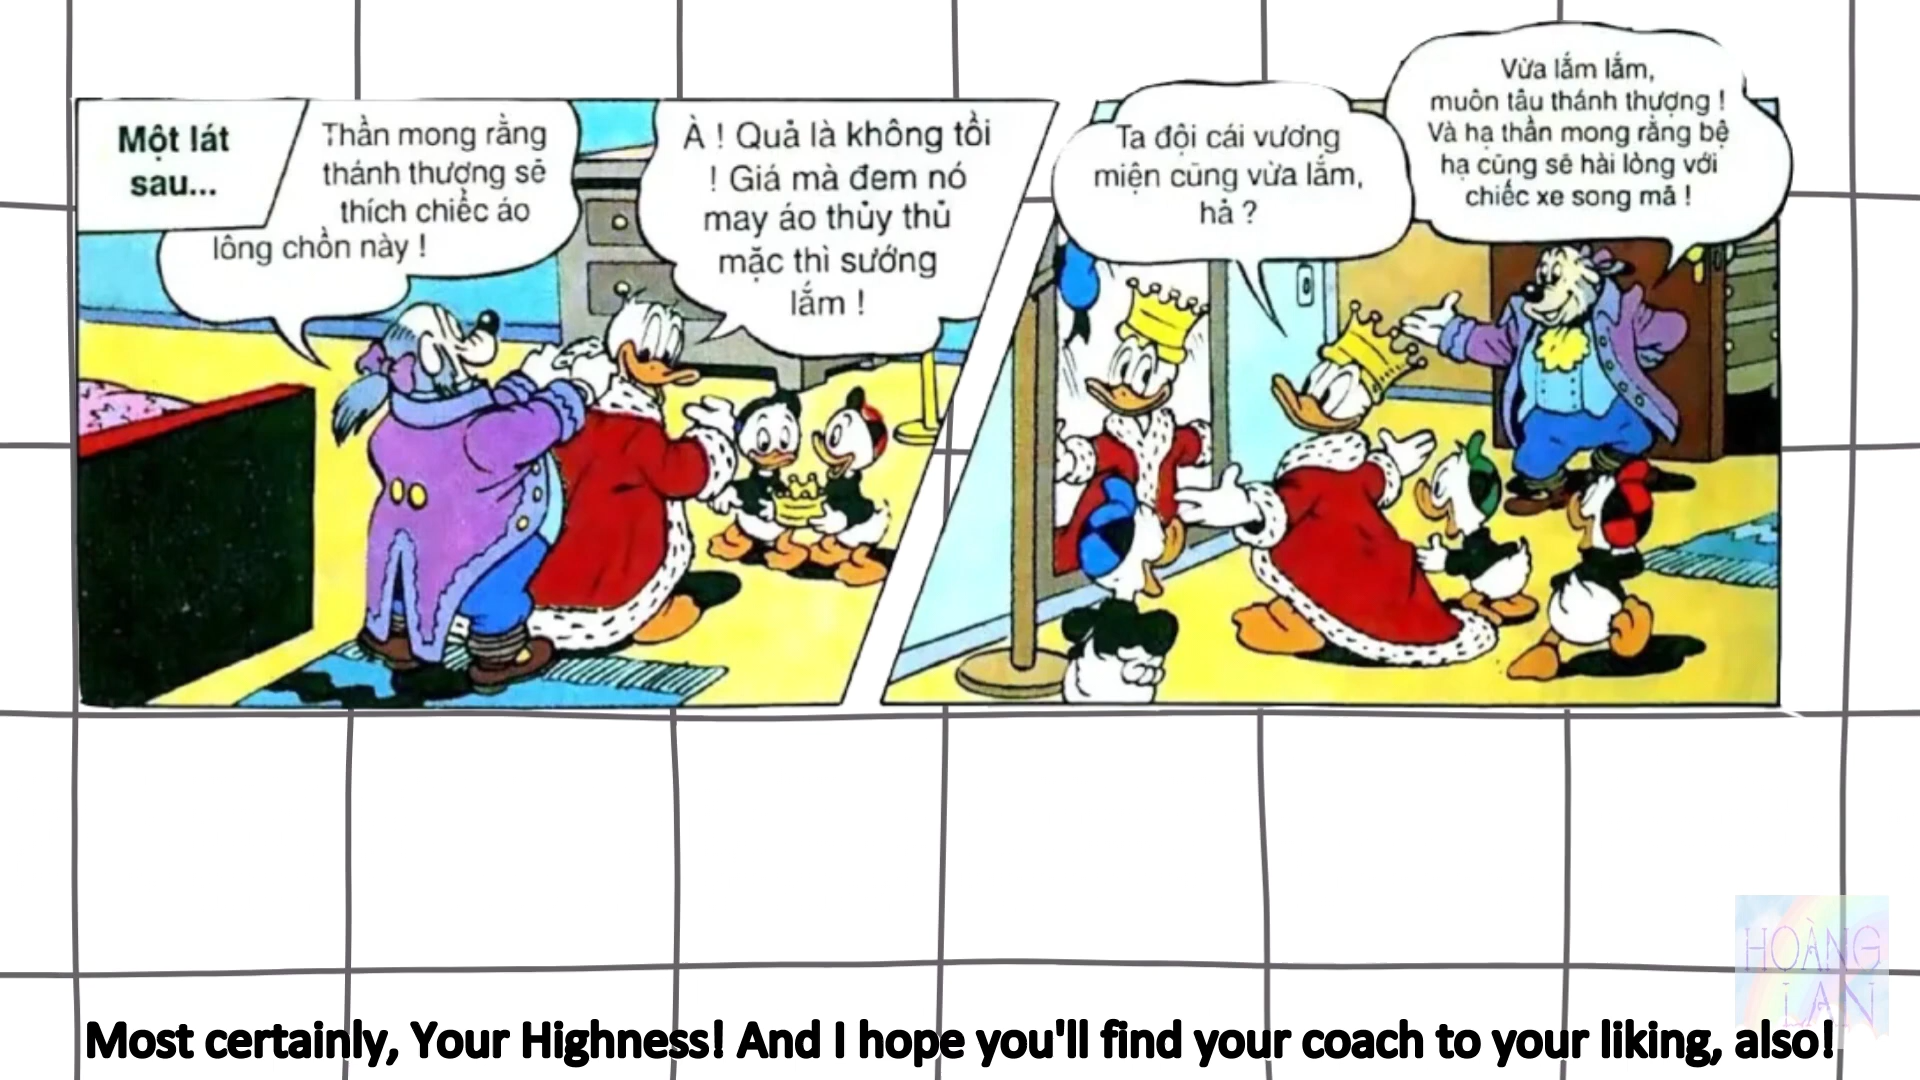 Một lát
sau...
Thần mong rằng
thánh thượng sẽ
thích chiếc áo
lông chồn này !
À ! Quả là không tồi
! Giá mà đem nó
may áo thủy thủ
mặc thì sướng
lắm !
Ta đội cái vương
miện cũng vừa lắm,
hả ?
Vừa lắm lắm,
muôn tâu thánh thượng !
Và hạ thần mong rằng bệ
hạ cũng sẽ hài lòng với
chiếc xe song mã !
HOÀNG
LAN
Most certainly, Your Highness! And I hope you'll find your coach to your liking, also!